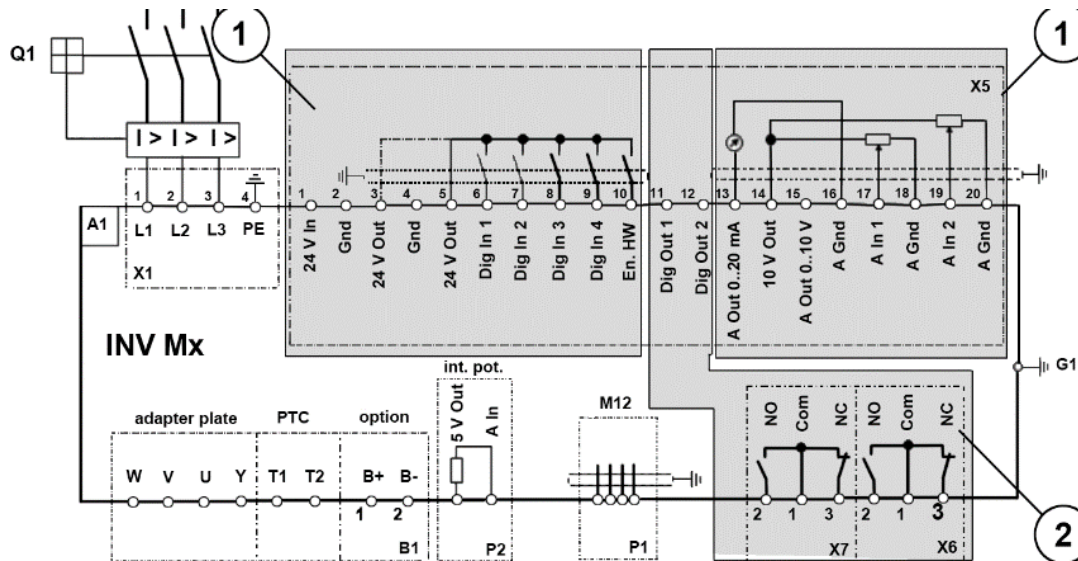 1
1
Q1
X5
I > I > I >
1 2 3 4
1 2 3 4 5 6 7 8 9 10 11 12 13 14 15 16 17 18 19 20
A1
L1 L2 L3 PE
X1
24 V In
Gnd
24 V Out
Gnd
24 V Out
Dig In 1
Dig In 2
Dig In 3
Dig In 4
En. HW
Dig Out 1
Dig Out 2
A Out 0...20 mA
10 V Out
A Out 0...10 V
A Gnd
A In 1
A Gnd
A In 2
A Gnd
INV Mx
G1
int. pot.
adapter plate PTC option
5 V Out
A In
M12
NO
Com
NC
NO
Com
NC
W V U Y T1 T2 B+ B-
1 2
2 1 3 2 1 3
B1 P2 P1 X7 X6
2